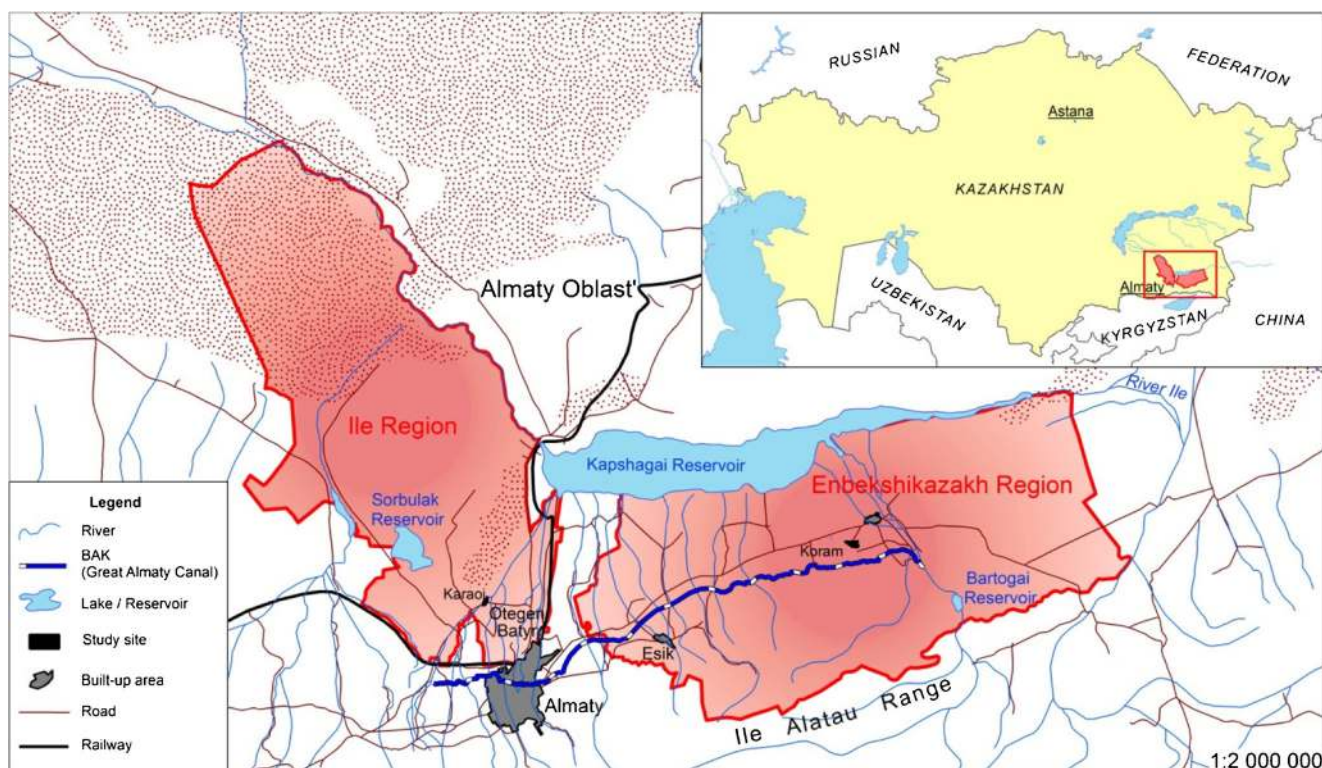 RUSSIAN
FEDERATION
Astana
KAZAKHSTAN
Almaty
UZBEKISTAN
KYRGYZSTAN
CHINA
Almaty Oblast'
River Ile
Ile Region
Kapshagai Reservoir
Enbekshikazakh Region
Sorbulak
Reservoir
Koram
Bartogai
Reservoir
Karaoi
Otegen
Batyr
Esik
Almaty
Ile Alatau Range
Legend
River
BAK
(Great Almaty Canal)
Lake / Reservoir
Study site
Built-up area
Road
Railway
1:2 000 000